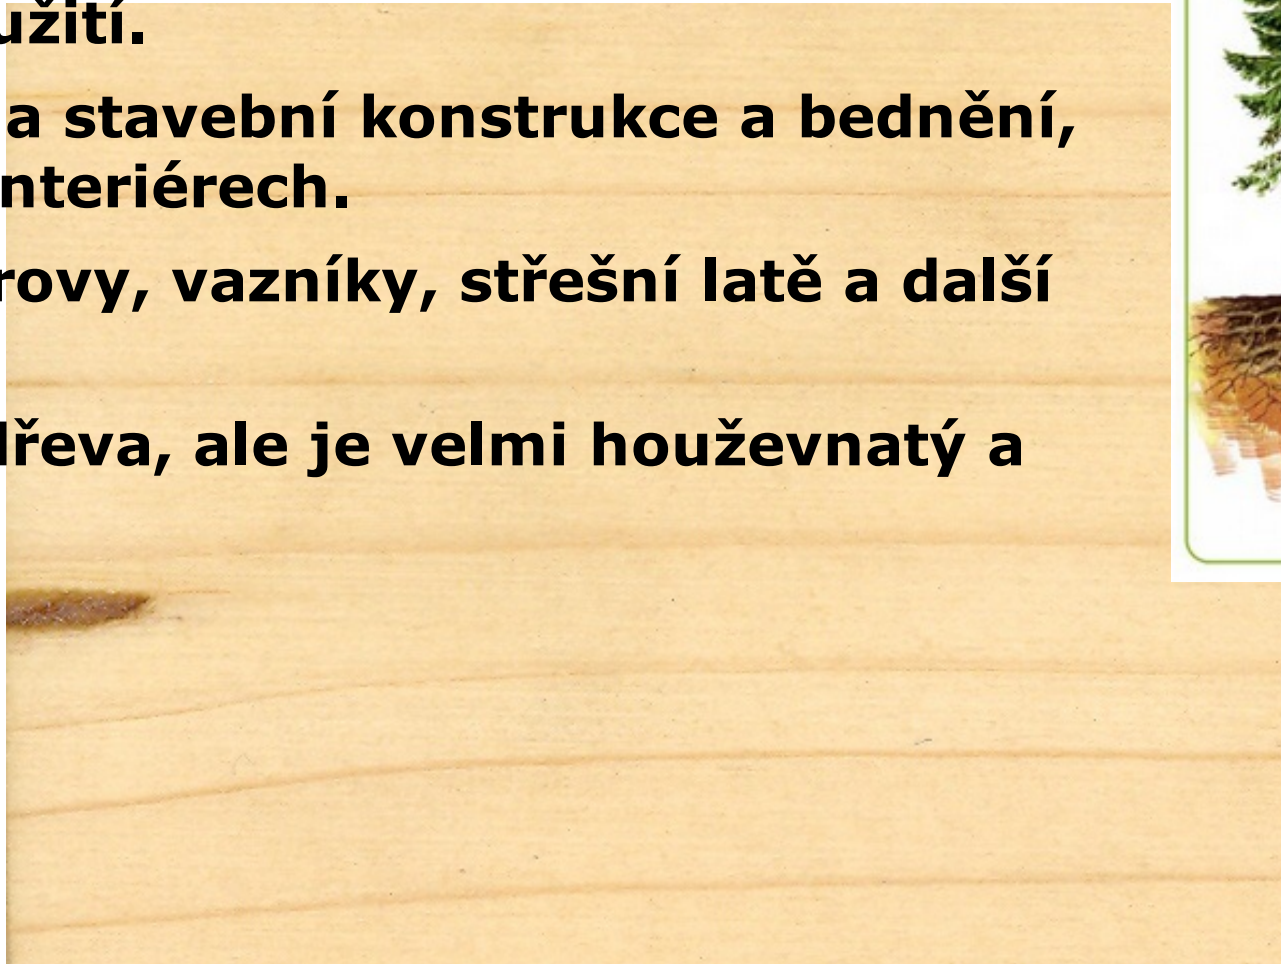 užití.
a stavební konstrukce a bednění,
nteriérech.
rovy, vazníky, střešní latě a další
dřeva, ale je velmi houževnatý a